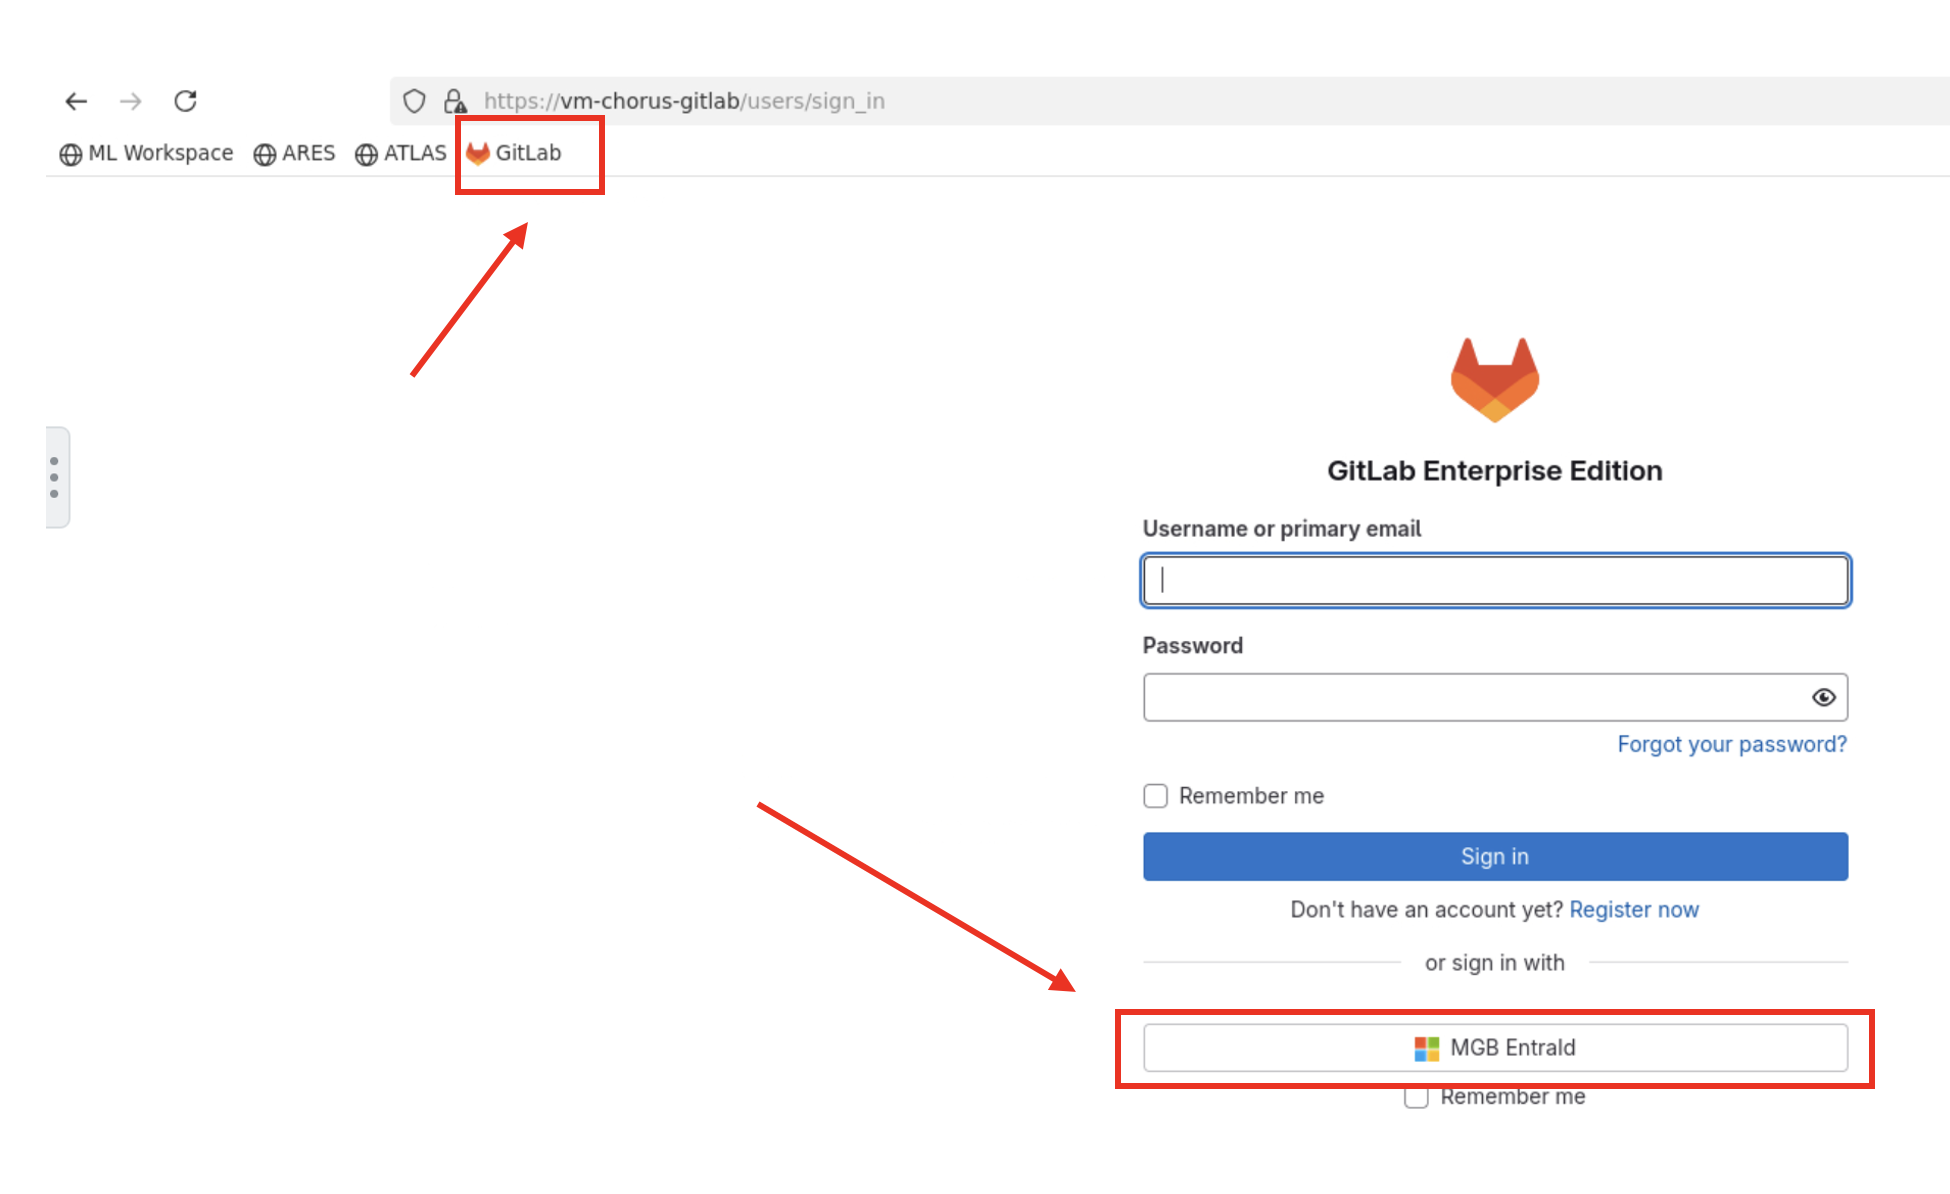 https://vm-chorus-gitlab/users/sign_in
ML Workspace ARES ATLAS GitLab
GitLab Enterprise Edition
Username or primary email
Password
Forgot your password?
Remember me
Sign in
Don't have an account yet? Register now
or sign in with
MGB EntraId
Remember me